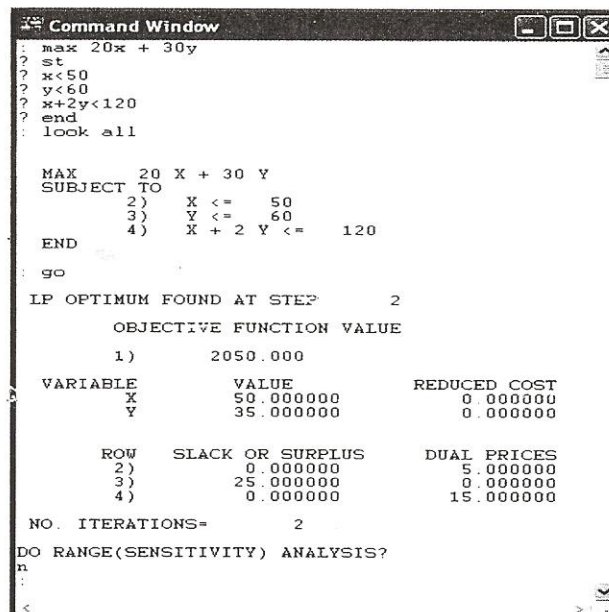 Command Window
: max 20x + 30y
? st
? x<50
? y<60
? x+2y<120
? end
: look all
MAX 20 X + 30 Y
SUBJECT TO
2) X <= 50
3) Y <= 60
4) X + 2 Y <= 120
END
: go
LP OPTIMUM FOUND AT STEP 2
OBJECTIVE FUNCTION VALUE
1) 2050.000
VARIABLE VALUE REDUCED COST
X 50.000000 0.000000
Y 35.000000 0.000000
ROW SLACK OR SURPLUS DUAL PRICES
2) 0.000000 5.000000
3) 25.000000 0.000000
4) 0.000000 15.000000
NO. ITERATIONS= 2
DO RANGE(SENSITIVITY) ANALYSIS?
n
: